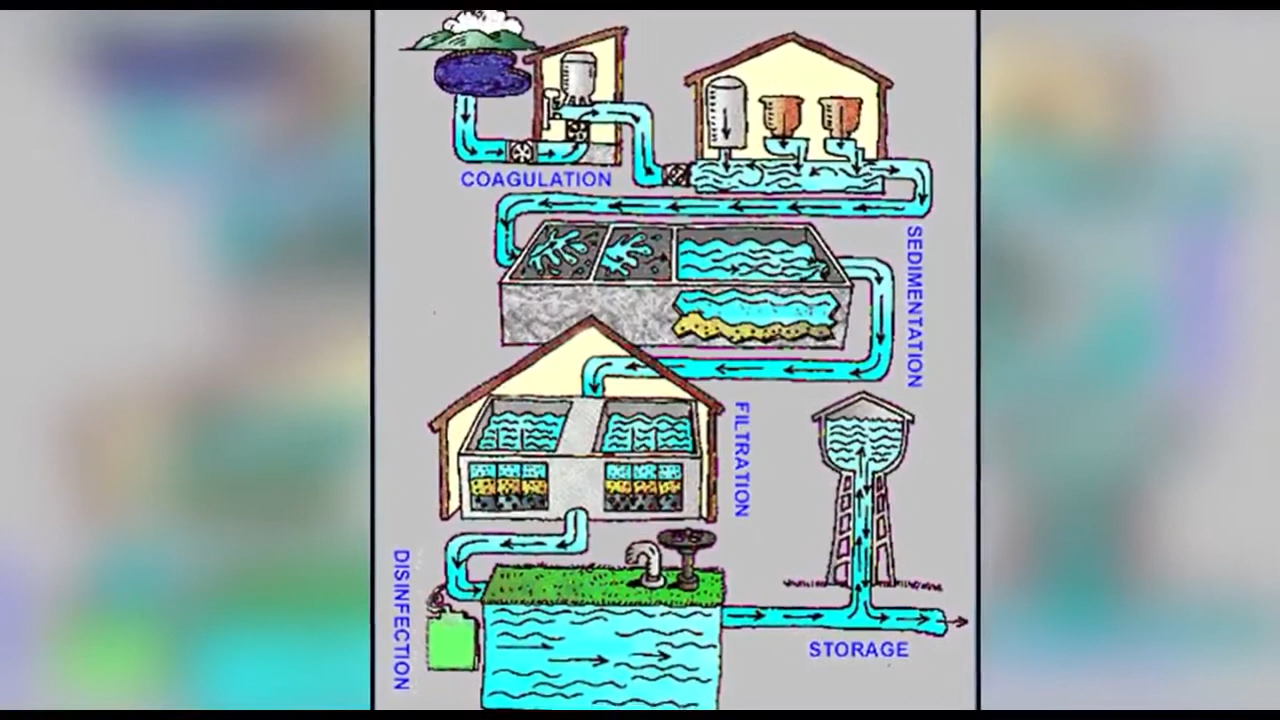 COAGULATION
SEDIMENTATION
FILTRATION
DISINFECTION
STORAGE